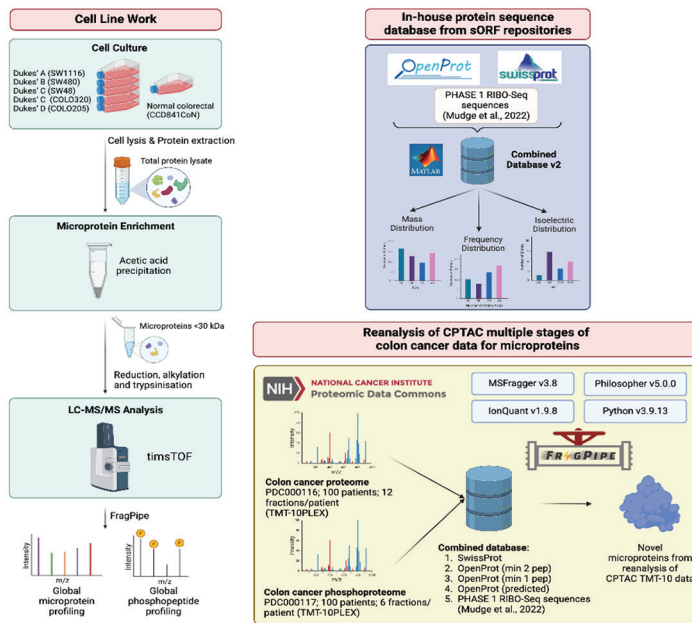 Cell Line Work
Cell Culture
Dukes' A (SW1116)
Dukes' B (SW480)
Dukes' C (SW48)
Dukes' C (COLO320)
Dukes' D (COLO205)
Normal colorectal
(CCD841CoN)
Cell lysis & Protein extraction
Total protein lysate
Microprotein Enrichment
Acetic acid
precipitation
Microproteins <30 kDa
Reduction, alkylation
and trypsinisation
LC-MS/MS Analysis
timsTOF
FragPipe
Intensity
m/z
Global
microprotein
profiling
P
P
P
Intensity
m/z
Global
phosphopeptide
profiling
In-house protein sequence
database from sORF repositories
OpenProt
swissprot
PHASE 1 RIBO-Seq
sequences
(Mudge et al., 2022)
MATLAB
Combined
Database v2
Mass
Distribution
Frequency
Distribution
Isoelectric
Distribution
Number of Amino Acids
Reanalysis of CPTAC multiple stages of
colon cancer data for microproteins
NIH
NATIONAL CANCER INSTITUTE
Proteomic Data Commons
MSFragger v3.8
Philosopher v5.0.0
IonQuant v1.9.8
Python v3.9.13
FRAGPIPE
Intensity
m/z
Colon cancer proteome
PDC000116; 100 patients; 12
fractions/patient
(TMT-10PLEX)
Intensity
m/z
Colon cancer phosphoproteome
PDC000117; 100 patients; 6 fractions/
patient (TMT-10PLEX)
Combined database:
1. SwissProt
2. OpenProt (min 2 pep)
3. OpenProt (min 1 pep)
4. OpenProt (predicted)
5. PHASE 1 RIBO-Seq sequences
(Mudge et al., 2022)
Novel
microproteins from
reanalysis of
CPTAC TMT-10 data